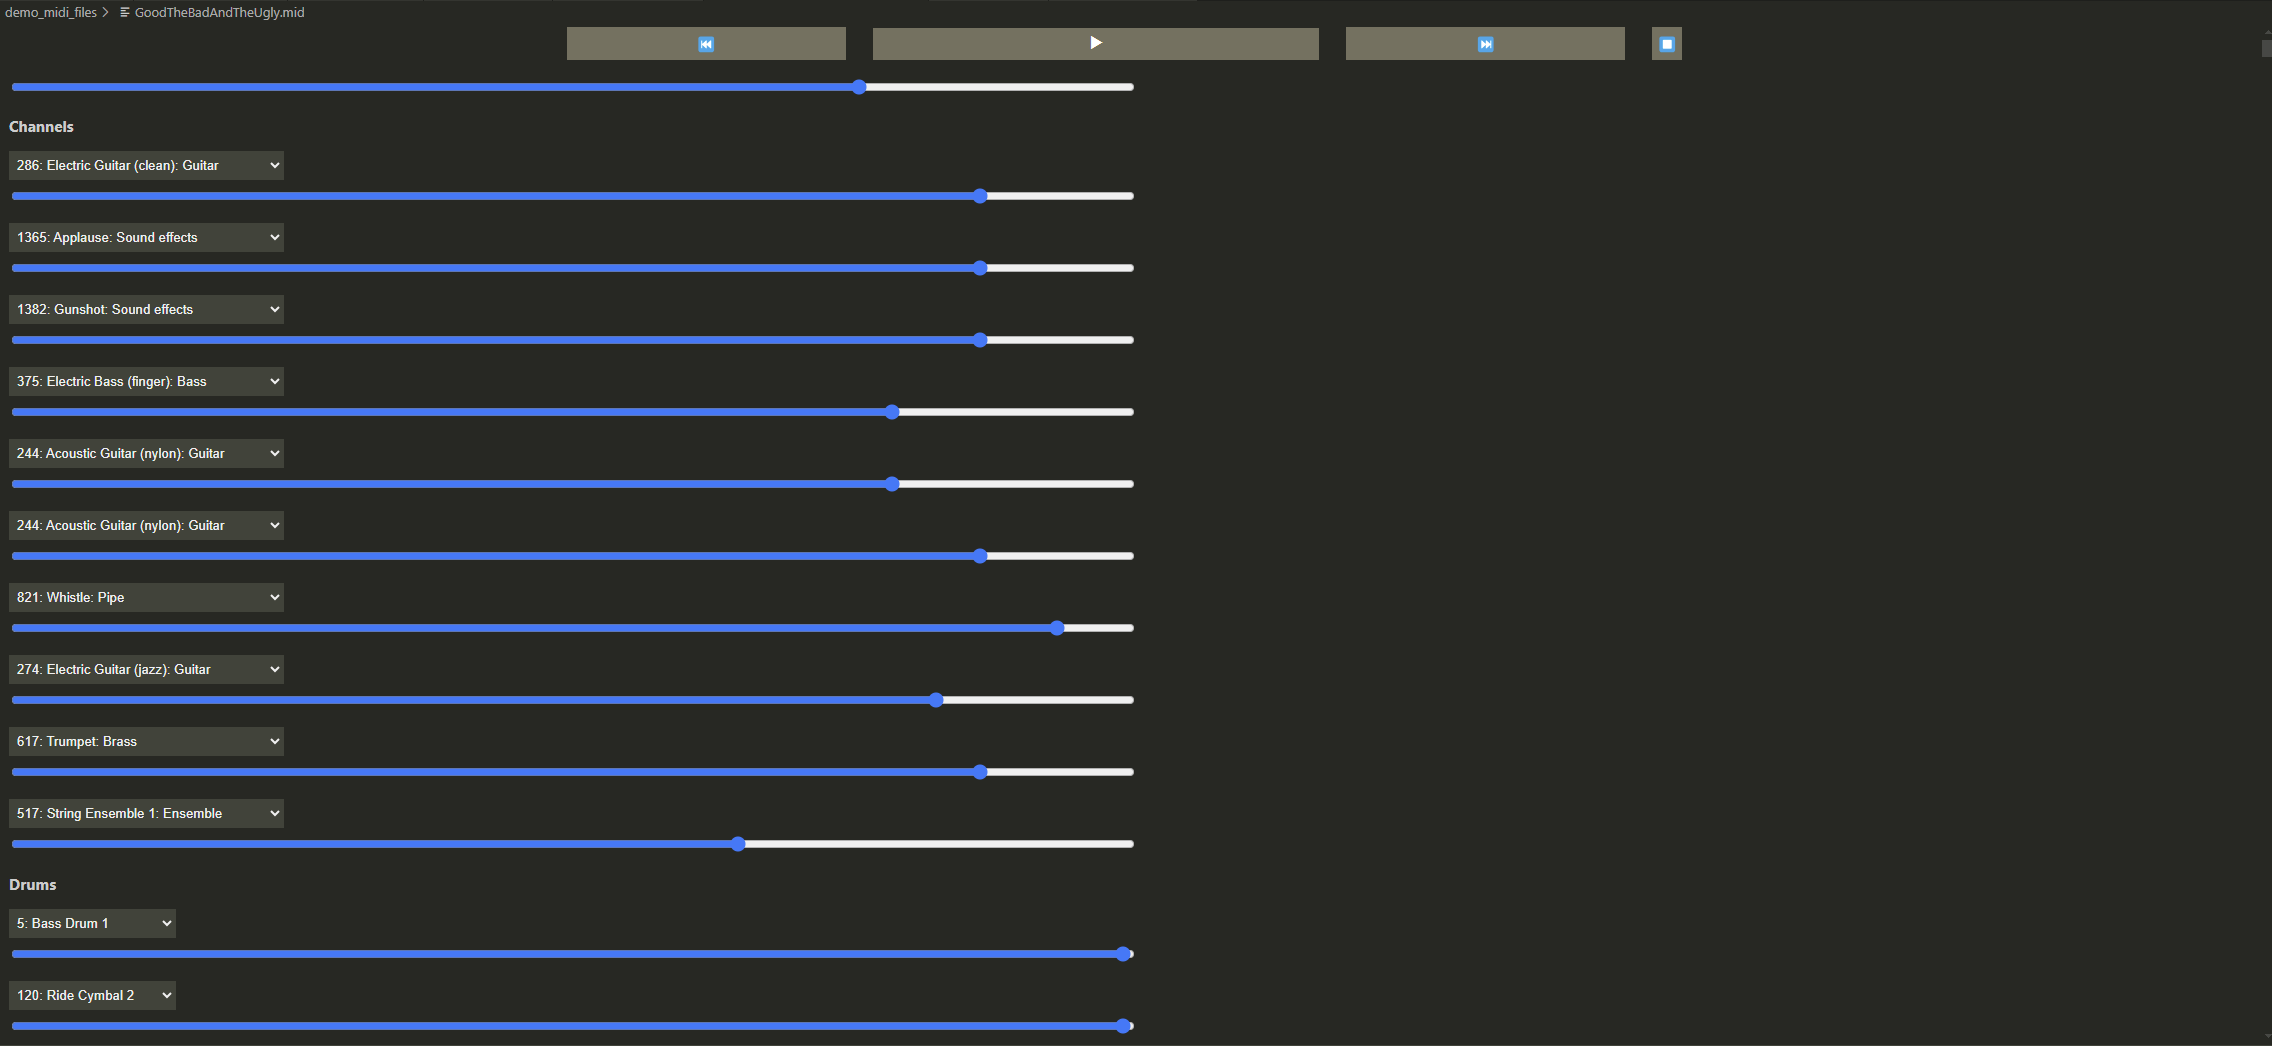 demo_midi_files > GoodTheBadAndTheUgly.mid
Channels
286: Electric Guitar (clean): Guitar
1365: Applause: Sound effects
1382: Gunshot: Sound effects
375: Electric Bass (finger): Bass
244: Acoustic Guitar (nylon): Guitar
244: Acoustic Guitar (nylon): Guitar
821: Whistle: Pipe
274: Electric Guitar (jazz): Guitar
617: Trumpet: Brass
517: String Ensemble 1: Ensemble
Drums
5: Bass Drum 1
120: Ride Cymbal 2